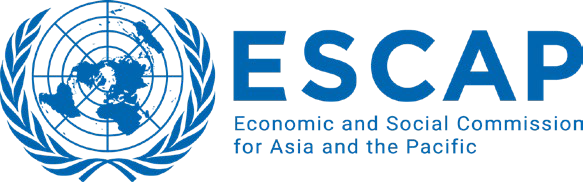 ESCAP
Economic and Social Commission
for Asia and the Pacific